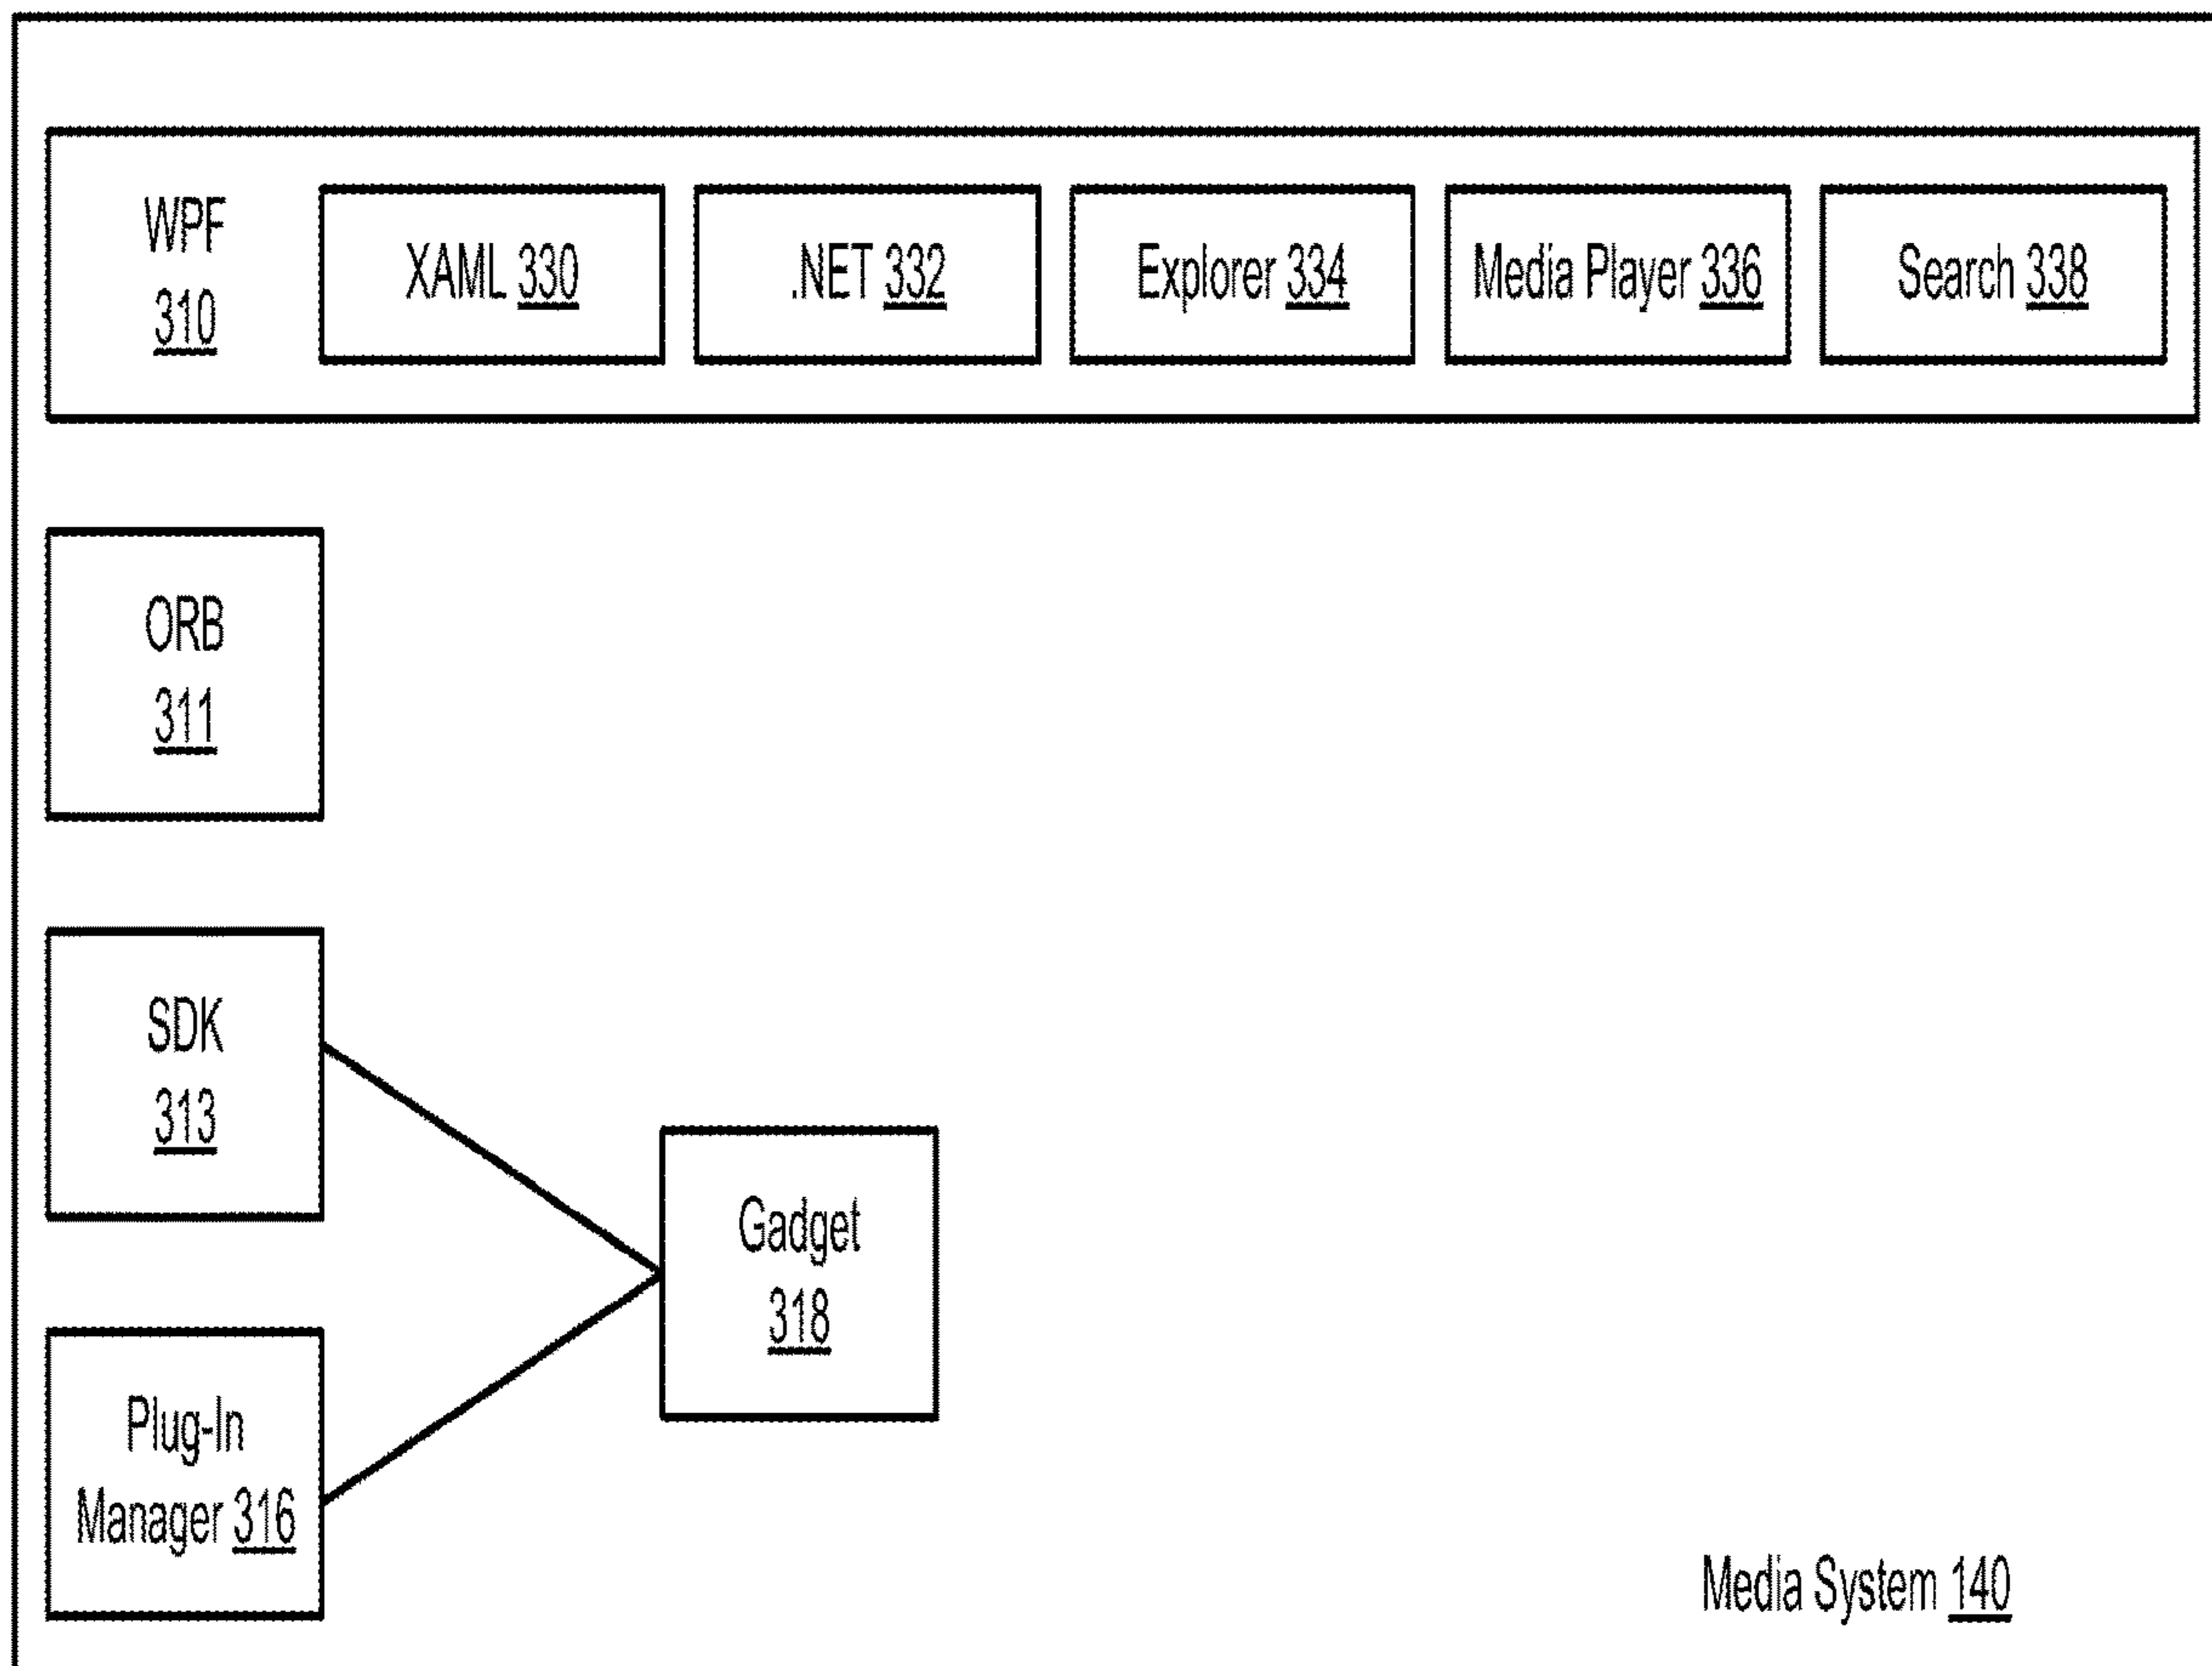 WPF
310
XAML 330
.NET 332
Explorer 334
Media Player 336
Search 338
ORB
311
SDK
313
Gadget
318
Plug-In
Manager 316
Media System 140